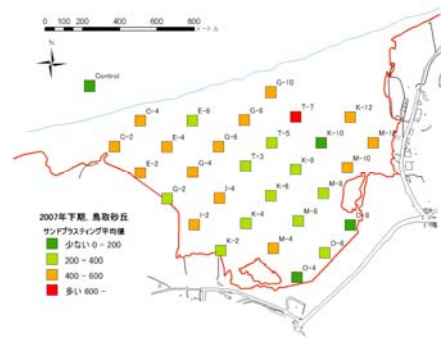 0 200 400 600 800
メートル
N
Control
G-10
C-4
E-6
G-8
T-7
K-12
C-2
E-4
G-6
T-5
K-10
E-2
G-4
T-3
K-8
M-10
G-2
I-4
K-6
M-8
I-2
K-4
M-6
O-8
K-2
M-4
O-6
O-4
2007年下期、鳥取砂丘
サンドブラスティング平均値
少ない 0 - 200
200 - 400
400 - 600
多い 600 -